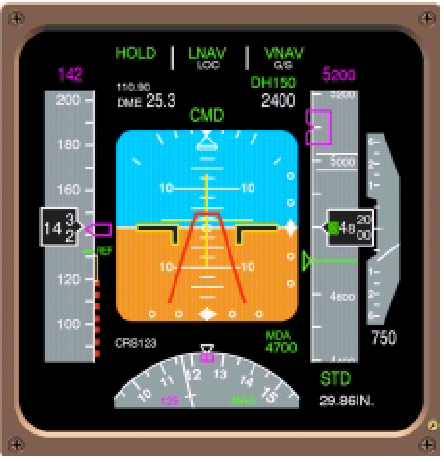 HOLD LNAV VNAV
LOC G/S
142 5200
110.90 DH150
DME 25.3 2400
CMD
200 5200
180
160
5000
10 10
14 3 2
48 20 00
REF
120
10 10
4600
100
750
CRS123 MDA
4700
10 11 12 13 14 15
125 MAG
STD
29.86IN.